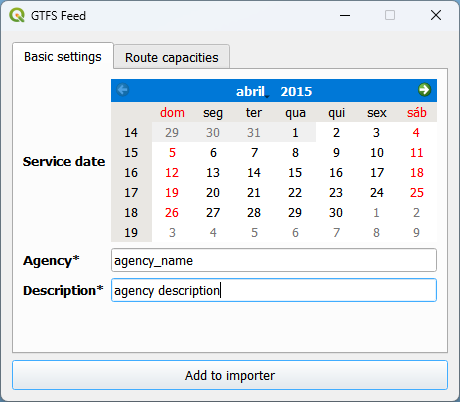 GTFS Feed
Basic settings Route capacities
abril 2015
dom seg ter qua qui sex sáb
14 29 30 31 1 2 3 4
15 5 6 7 8 9 10 11
Service date 16 12 13 14 15 16 17 18
17 19 20 21 22 23 24 25
18 26 27 28 29 30 1 2
19 3 4 5 6 7 8 9
Agency* agency_name
Description* agency description
Add to importer